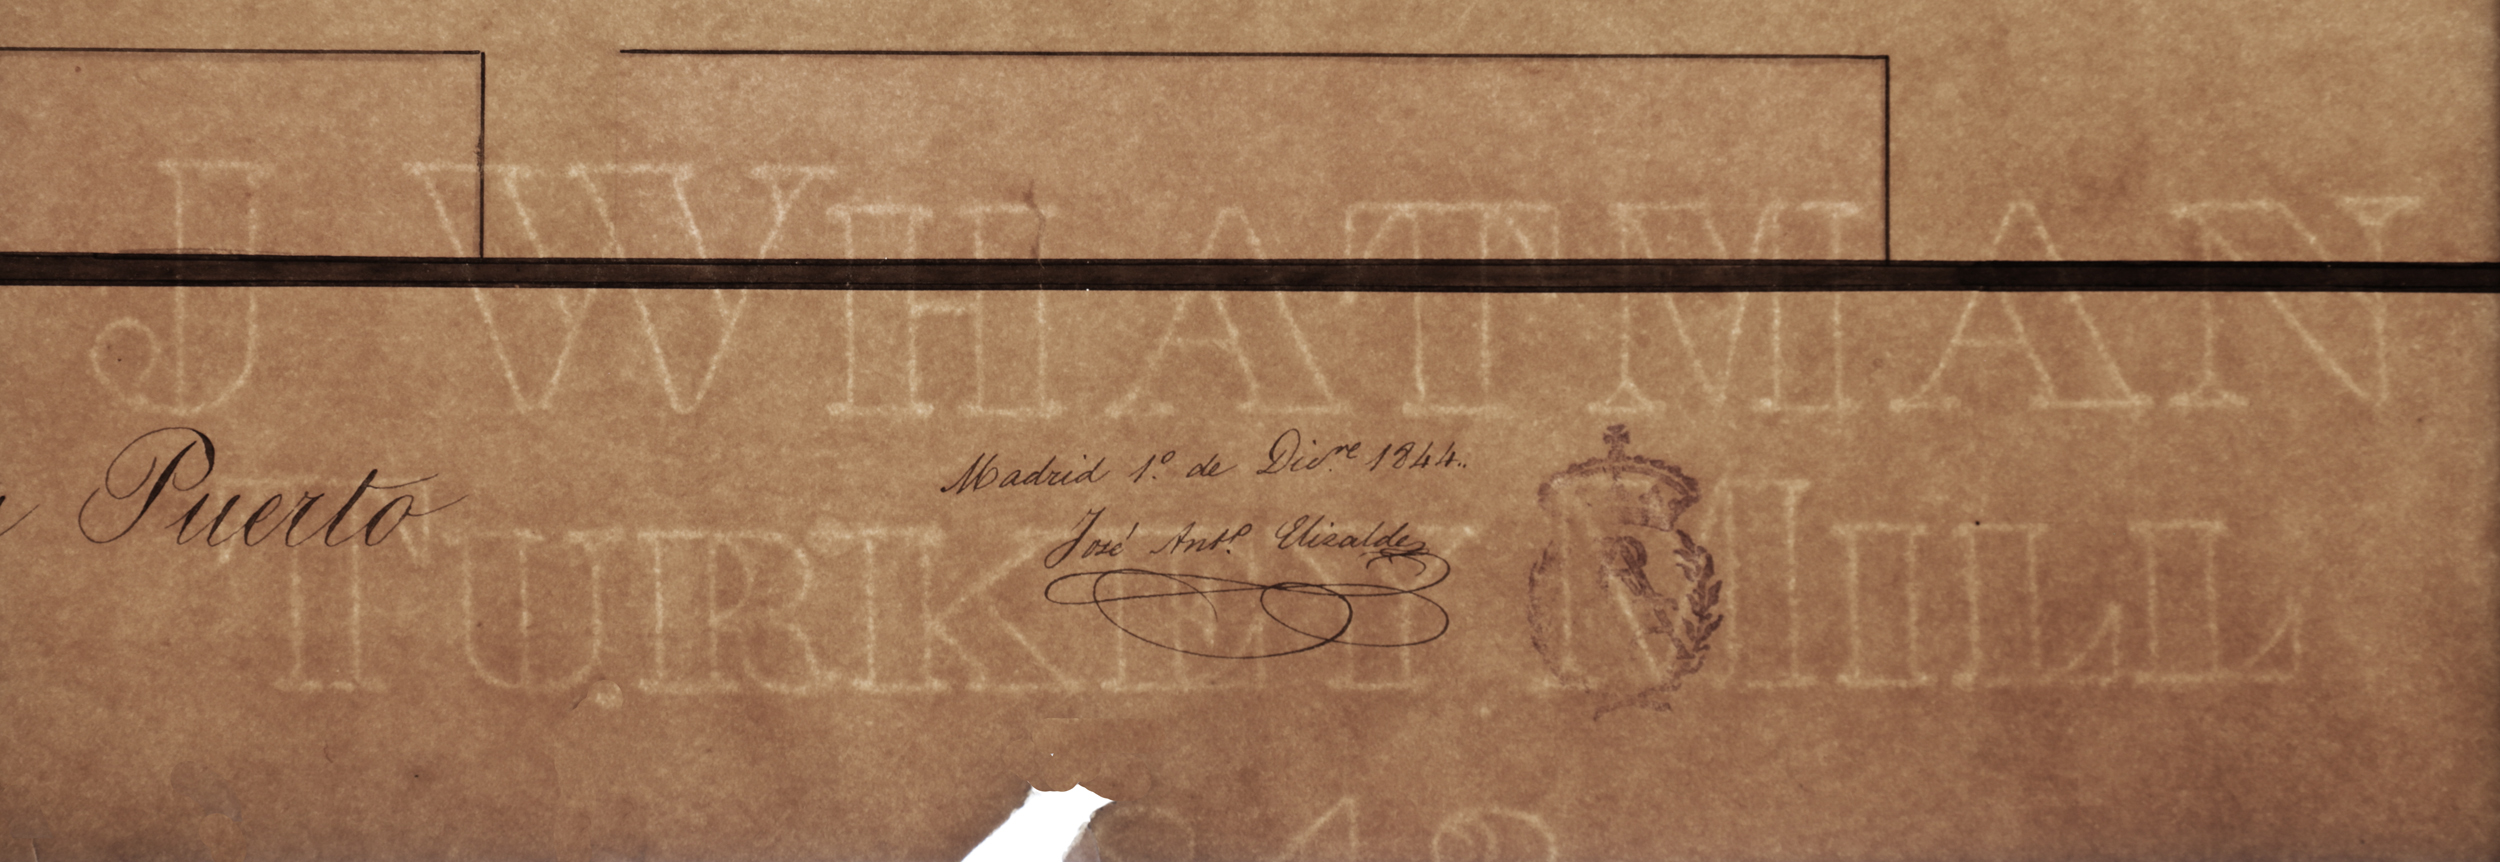 J WHATMAN
Puerto
Madrid 1º de Dicre 1844.
José Antº Elizalde
TURKEY MILL